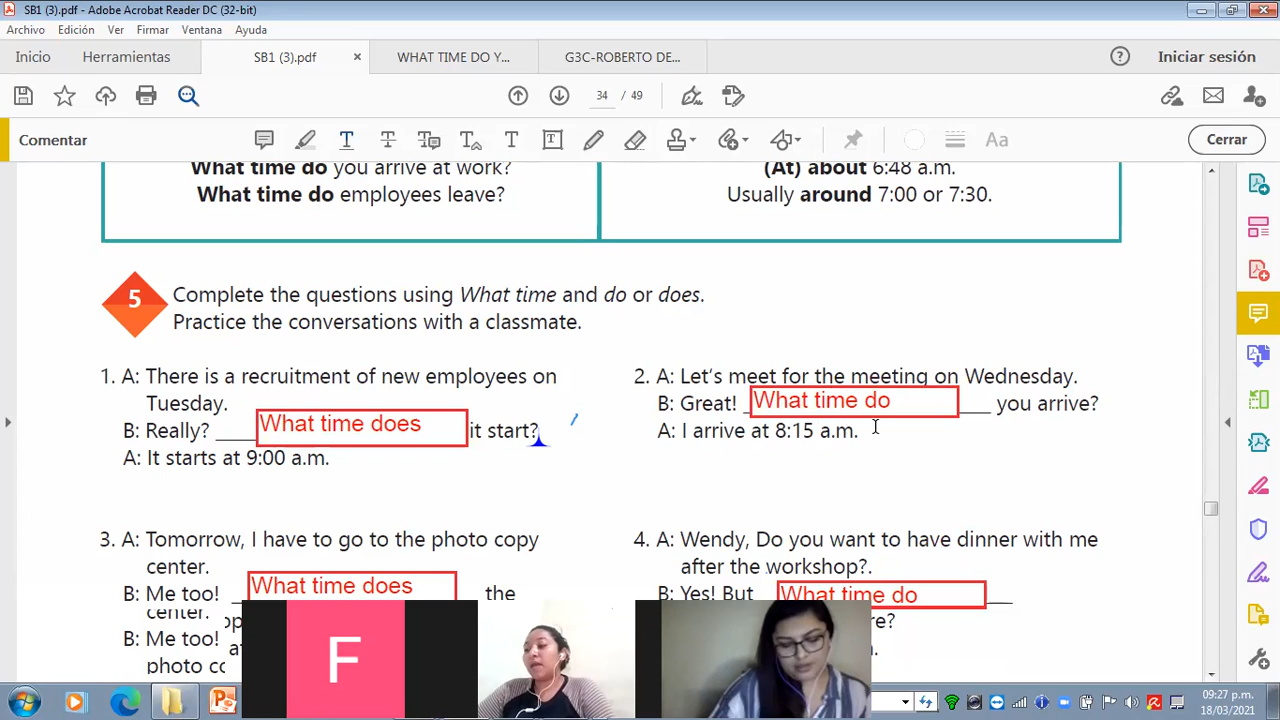 SB1 (3).pdf - Adobe Acrobat Reader DC (32-bit)
Archivo Edición Ver Firmar Ventana Ayuda
Inicio Herramientas SB1 (3).pdf × WHAT TIME DO Y... G3C-ROBERTO DE... Iniciar sesión
34 / 49
Comentar Aa Cerrar
What time do you arrive at work?
What time do employees leave?
(At) about 6:48 a.m.
Usually around 7:00 or 7:30.
5
Complete the questions using What time and do or does.
Practice the conversations with a classmate.
1. A: There is a recruitment of new employees on
Tuesday.
B: Really? ____ What time does it start?
A: It starts at 9:00 a.m.
2. A: Let's meet for the meeting on Wednesday.
B: Great! _ What time do ___ you arrive?
A: I arrive at 8:15 a.m.
3. A: Tomorrow, I have to go to the photo copy
center.
B: Me too! _ What time does the
center.
B: Me too!
photo
4. A: Wendy, Do you want to have dinner with me
after the workshop?.
B: Yes! But What time do __
F
09:27 p.m.
18/03/2021